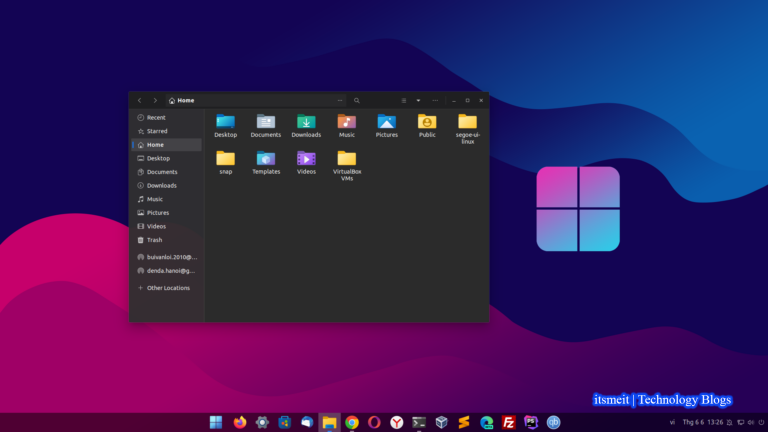 Home
Recent
Starred
Home
Desktop
Documents
Downloads
Music
Pictures
Videos
Trash
buivanloi.2010@...
denda.hanoi@g...
Other Locations
Desktop
Documents
Downloads
Music
Pictures
Public
segoe-ui-
linux
snap
Templates
Videos
VirtualBox
VMs
itsmeit | Technology Blogs
vi Thg 6 6 13:26